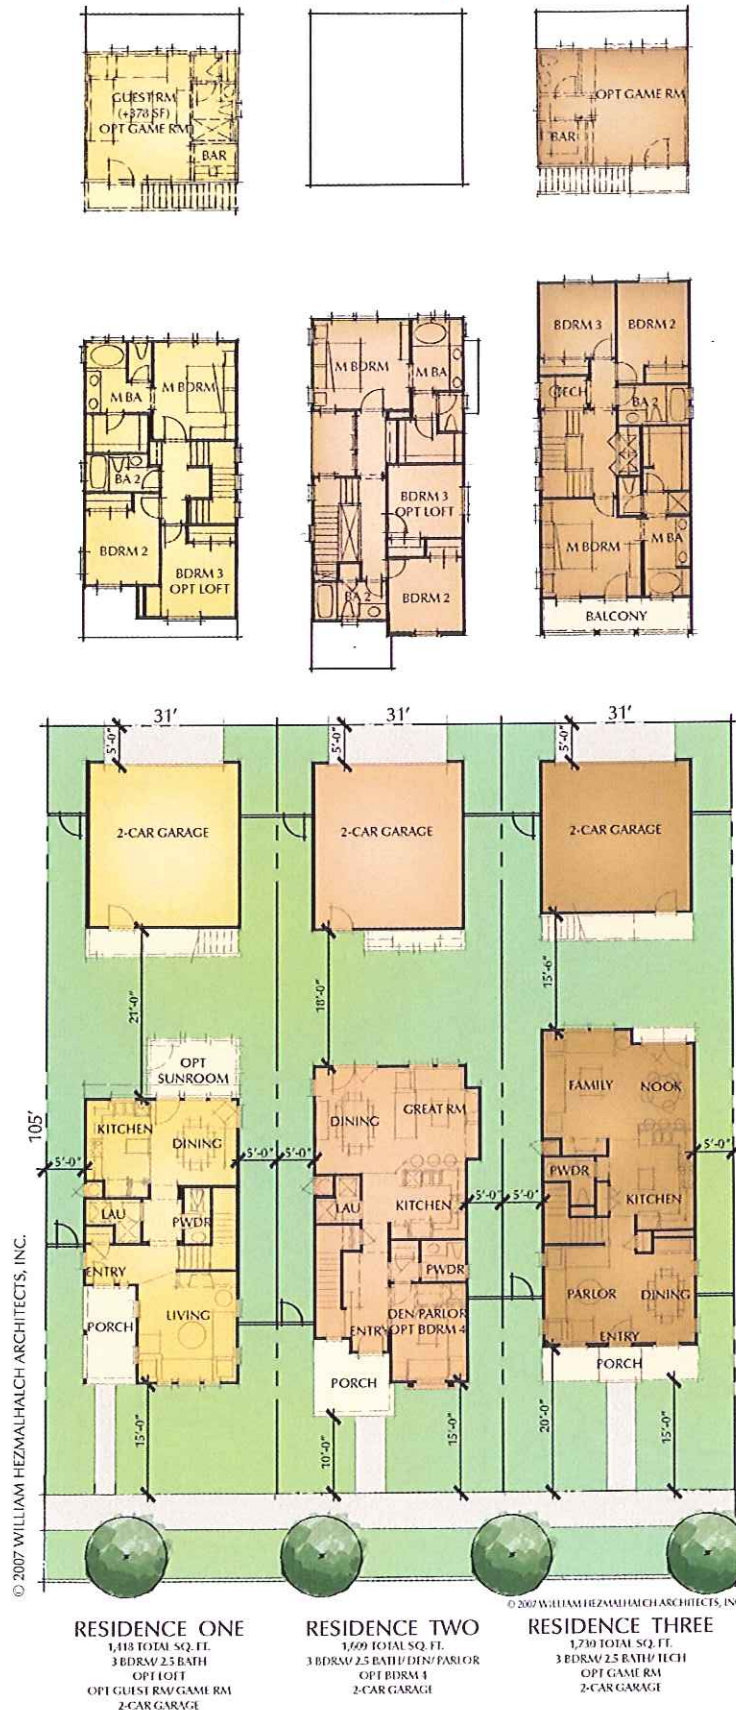 GUEST RM
(+378 SF)
OPT GAME RM
BAR
OPT GAME RM
BAR
M BA
M BDRM
BA 2
BDRM 2
BDRM 3
OPT LOFT
M BDRM
M BA
BDRM 3
OPT LOFT
BA 2
BDRM 2
BDRM 3
BDRM 2
TECH
BA 2
M BDRM
M BA
BALCONY
31'
31'
31'
5'-0"
5'-0"
5'-0"
2-CAR GARAGE
2-CAR GARAGE
2-CAR GARAGE
21'-0"
18'-0"
15'-6"
OPT
SUNROOM
KITCHEN
DINING
LAU
PWDR
ENTRY
LIVING
PORCH
DINING
GREAT RM
LAU
KITCHEN
PWDR
DEN/PARLOR
OPT BDRM 4
ENTRY
PORCH
FAMILY
NOOK
PWDR
KITCHEN
PARLOR
DINING
ENTRY
PORCH
105'
5'-0"
5'-0"
5'-0"
5'-0"
5'-0"
5'-0"
15'-0"
10'-0"
15'-0"
20'-0"
15'-0"
© 2007 WILLIAM HEZMALHALCH ARCHITECTS, INC.
© 2007 WILLIAM HEZMALHALCH ARCHITECTS, INC
RESIDENCE ONE
1,418 TOTAL SQ. FT.
3 BDRM/ 2.5 BATH
OPT LOFT
OPT GUEST RM/ GAME RM
2-CAR GARAGE
RESIDENCE TWO
1,609 TOTAL SQ. FT.
3 BDRM/ 2.5 BATH/ DEN/ PARLOR
OPT BDRM 4
2-CAR GARAGE
RESIDENCE THREE
1,730 TOTAL SQ. FT.
3 BDRM/ 2.5 BATH/ TECH
OPT GAME RM
2-CAR GARAGE